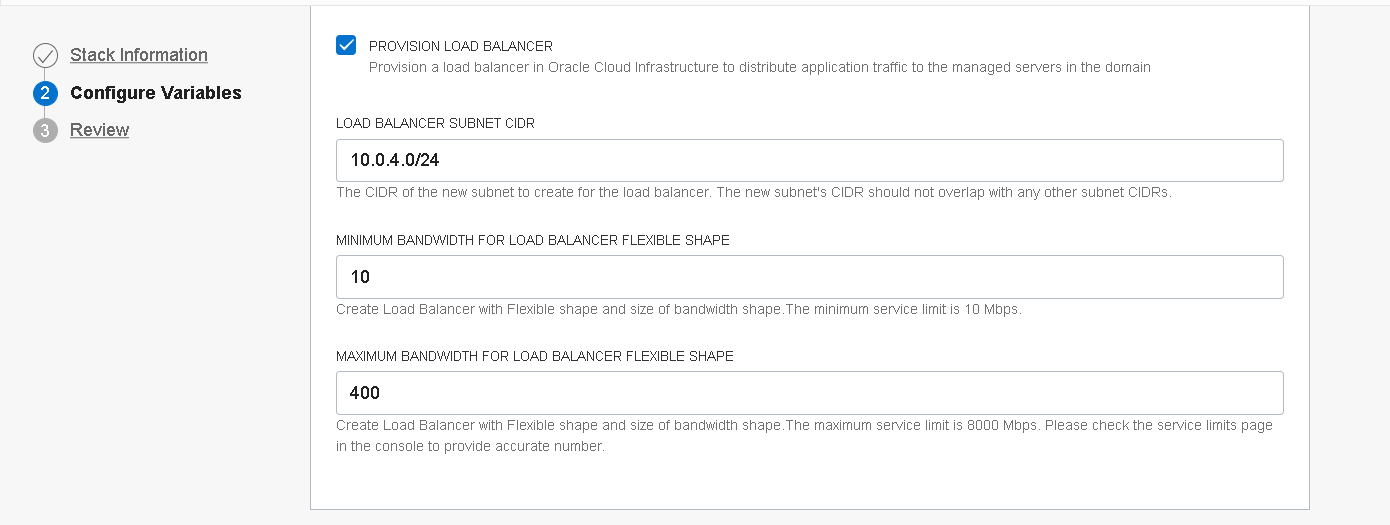 Stack Information
2 Configure Variables
3 Review
PROVISION LOAD BALANCER
Provision a load balancer in Oracle Cloud Infrastructure to distribute application traffic to the managed servers in the domain
LOAD BALANCER SUBNET CIDR
10.0.4.0/24
The CIDR of the new subnet to create for the load balancer. The new subnet's CIDR should not overlap with any other subnet CIDRs.
MINIMUM BANDWIDTH FOR LOAD BALANCER FLEXIBLE SHAPE
10
Create Load Balancer with Flexible shape and size of bandwidth shape.The minimum service limit is 10 Mbps.
MAXIMUM BANDWIDTH FOR LOAD BALANCER FLEXIBLE SHAPE
400
Create Load Balancer with Flexible shape and size of bandwidth shape.The maximum service limit is 8000 Mbps. Please check the service limits page
in the console to provide accurate number.